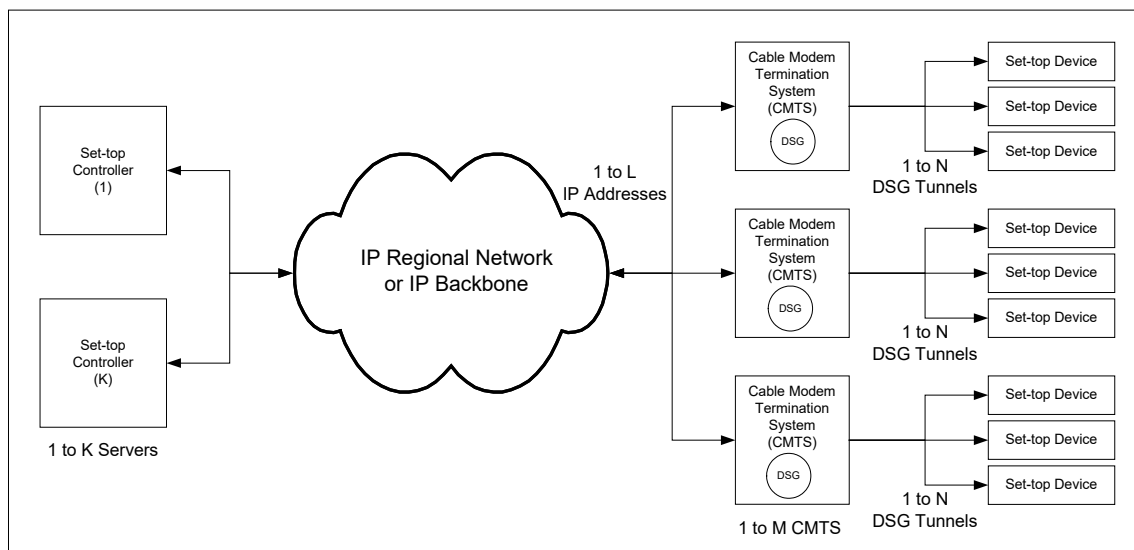 Set-top
Controller
(1)
Set-top
Controller
(K)
1 to K Servers
IP Regional Network
or IP Backbone
1 to L
IP Addresses
Cable Modem
Termination
System
(CMTS)
DSG
1 to N
DSG Tunnels
Set-top Device
Set-top Device
Set-top Device
Cable Modem
Termination
System
(CMTS)
DSG
1 to N
DSG Tunnels
Set-top Device
Set-top Device
Set-top Device
Cable Modem
Termination
System
(CMTS)
DSG
1 to M CMTS
1 to N
DSG Tunnels
Set-top Device
Set-top Device
Set-top Device